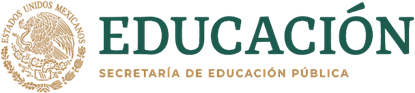 ESTADOS UNIDOS MEXICANOS
EDUCACIÓN
SECRETARÍA DE EDUCACIÓN PÚBLICA